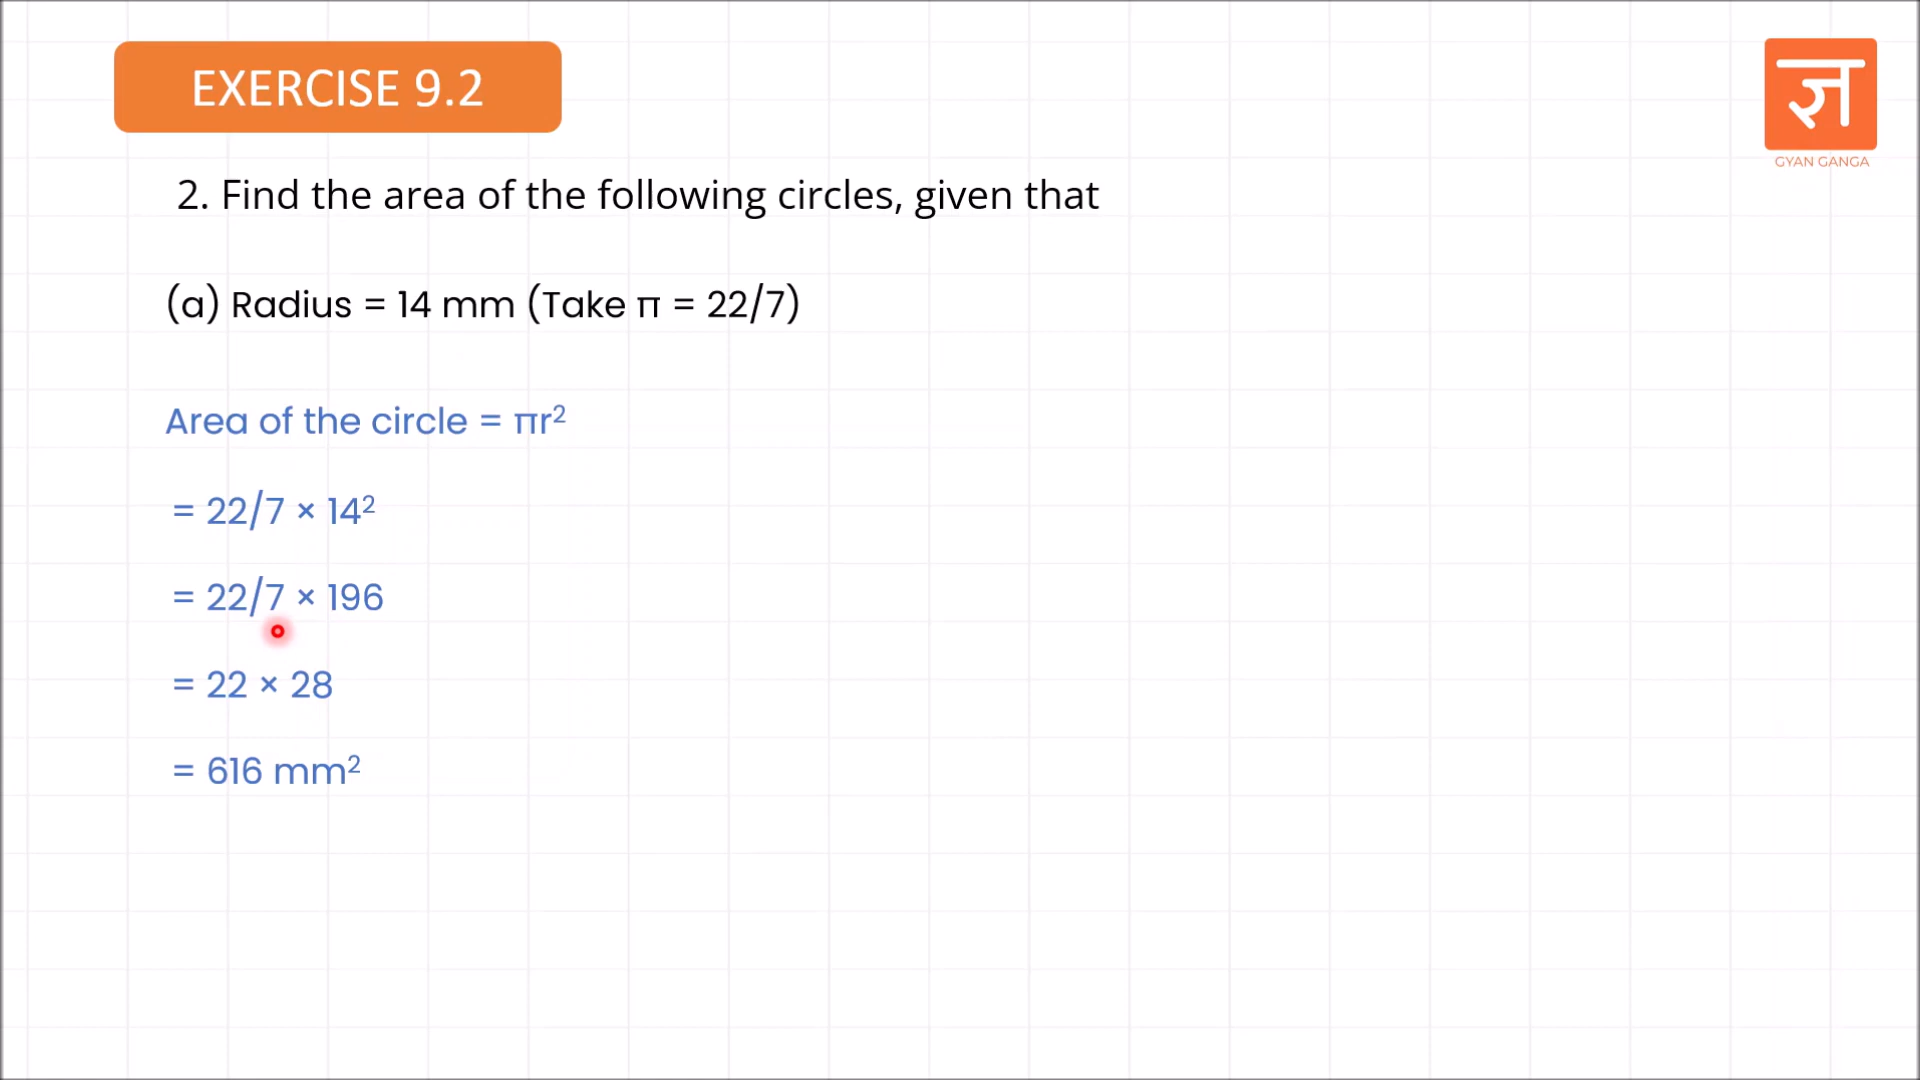 EXERCISE 9.2
ज्ञ
GYAN GANGA
2. Find the area of the following circles, given that
(a) Radius = 14 mm (Take π = 22/7)
Area of the circle = πr²
= 22/7 × 14²
= 22/7 × 196
= 22 × 28
= 616 mm²